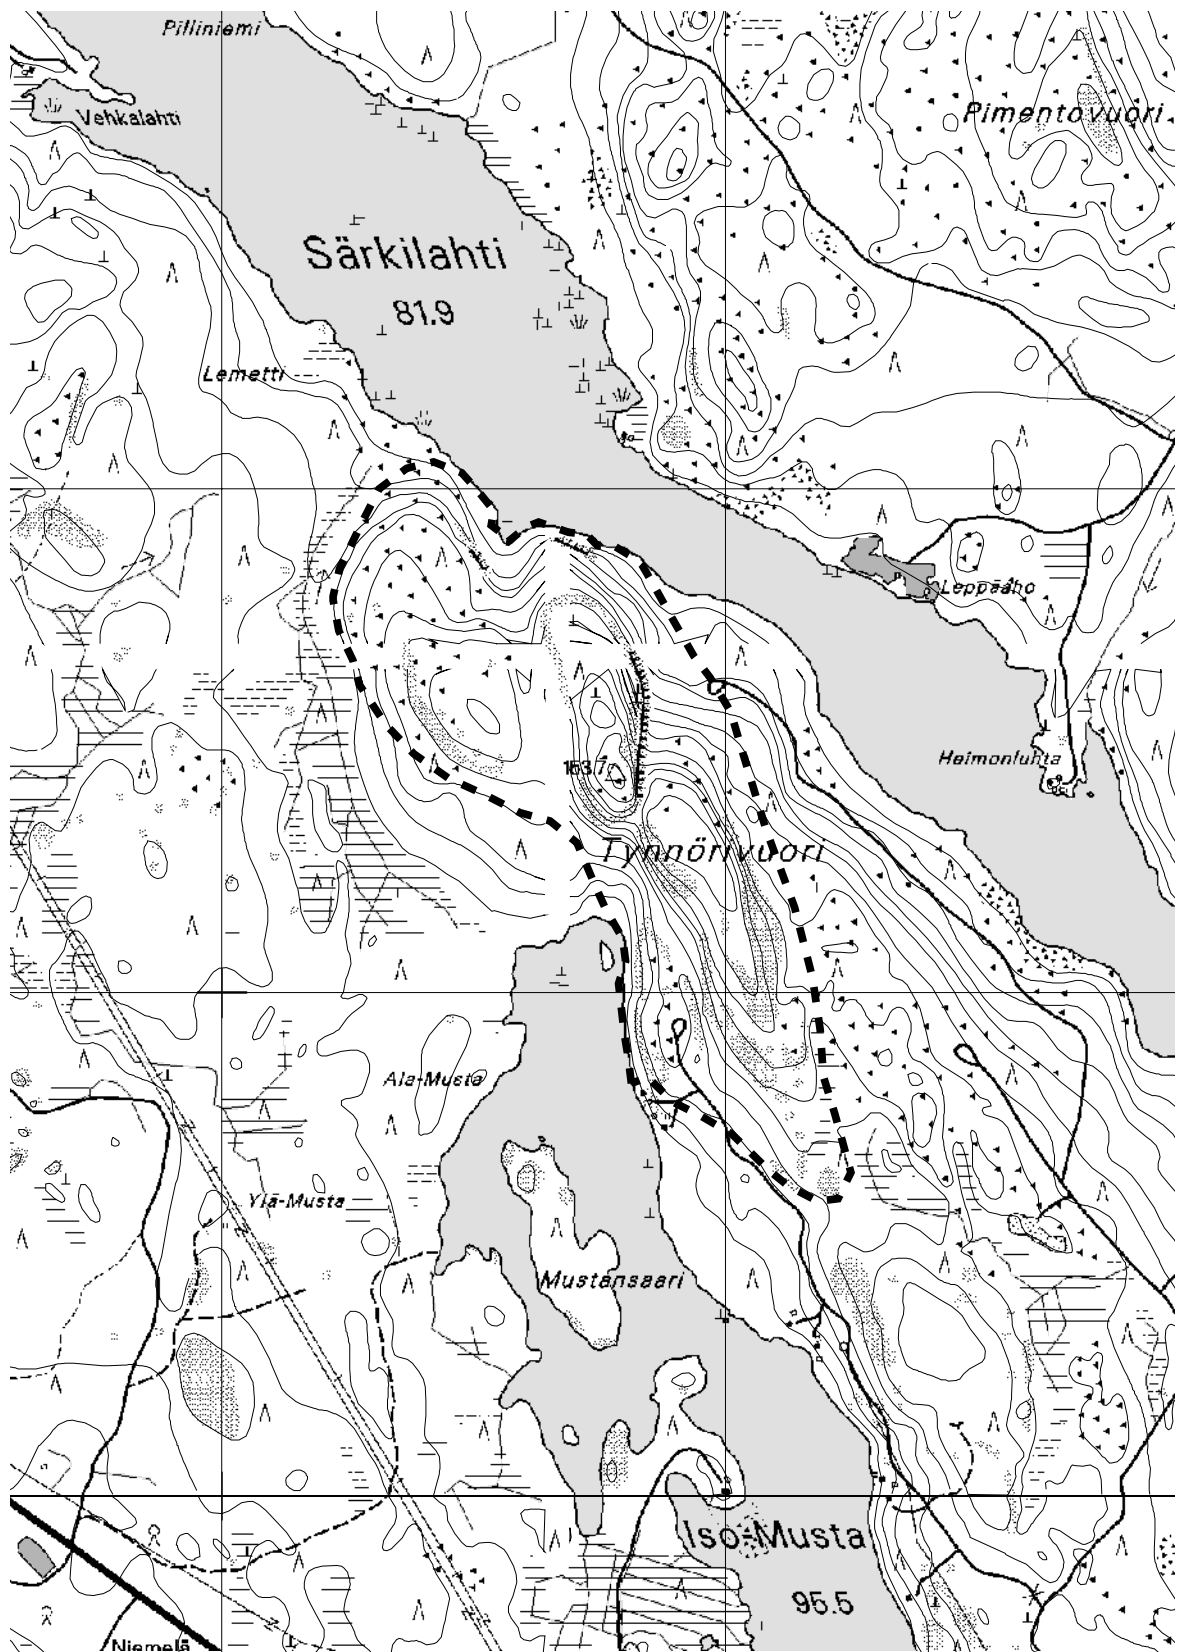 Pilliniemi
Vehkalahti
Pimentovuori
Särkilahti
81.9
Lemetti
Leppäaho
Heimonluhta
153.7
Tynnörivuori
Ala-Musta
Ylä-Musta
Mustansaari
Iso-Musta
95.5
Niemelä